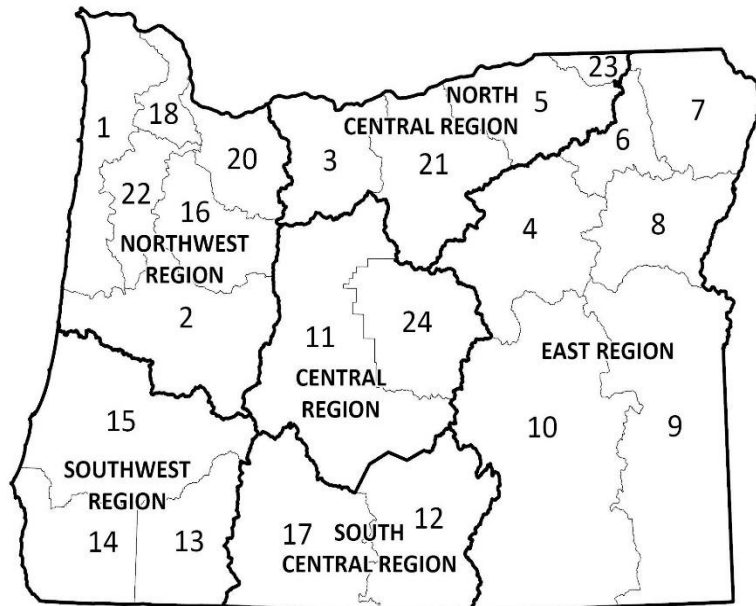 23
NORTH
CENTRAL REGION
5
7
1
18
6
20
3
21
22
16
4
8
NORTHWEST
REGION
2
11
24
EAST REGION
CENTRAL
REGION
15
10
9
SOUTHWEST
REGION
14
13
17
12
SOUTH
CENTRAL REGION